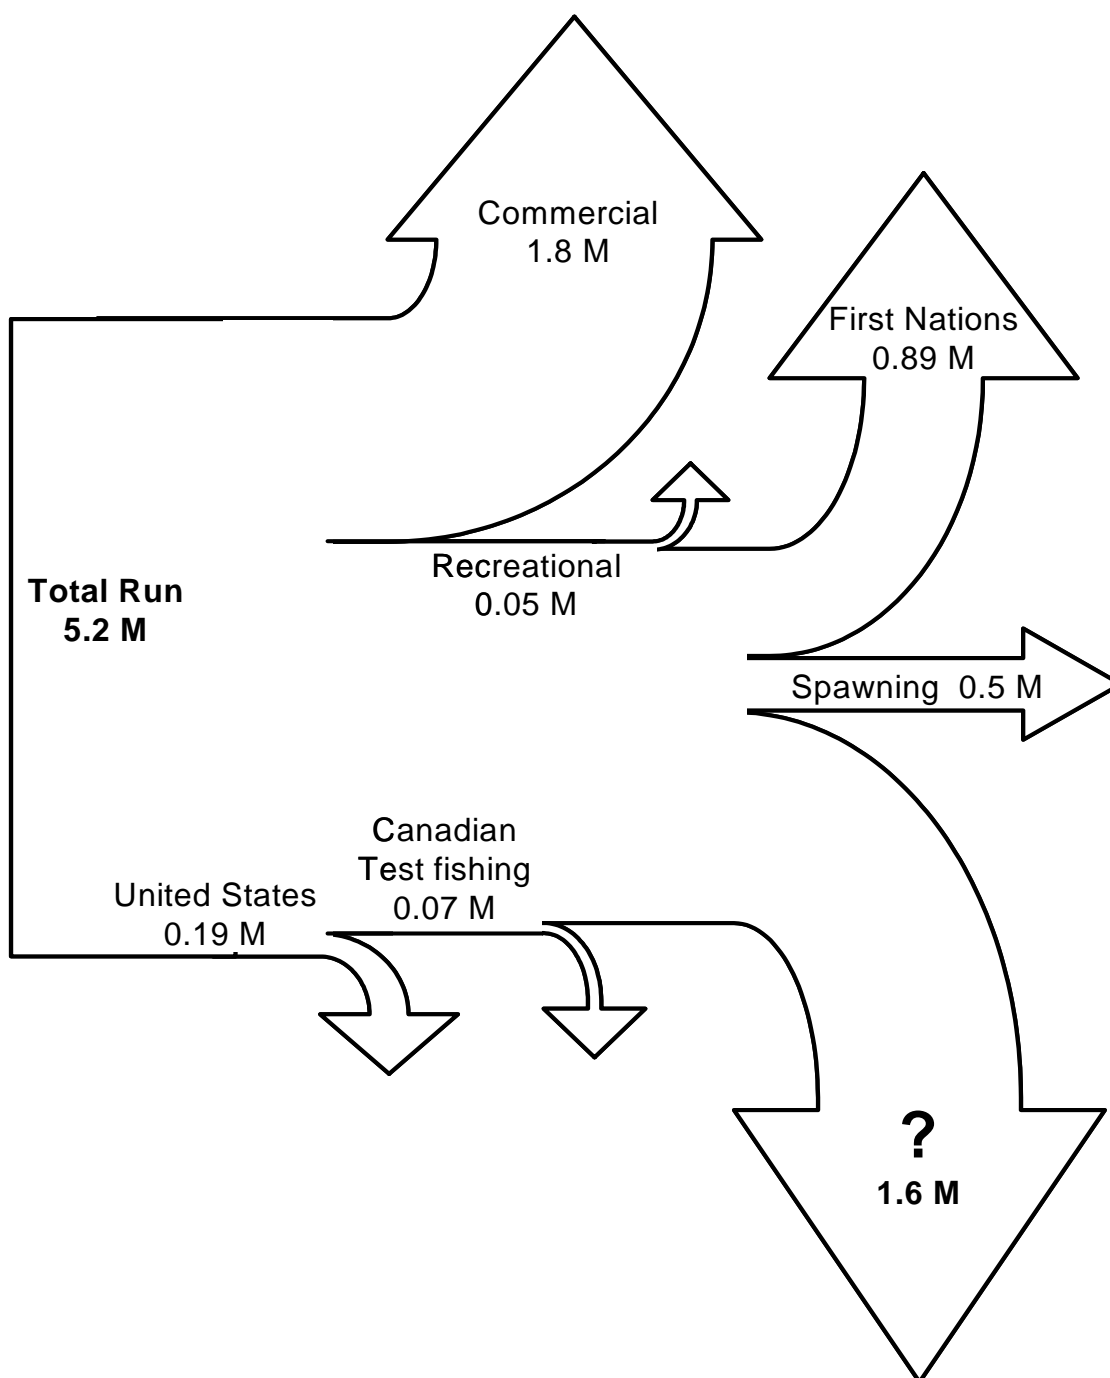 Commercial
1.8 M
First Nations
0.89 M
Recreational
0.05 M
Total Run
5.2 M
Spawning 0.5 M
Canadian
Test fishing
0.07 M
United States
0.19 M
?
1.6 M